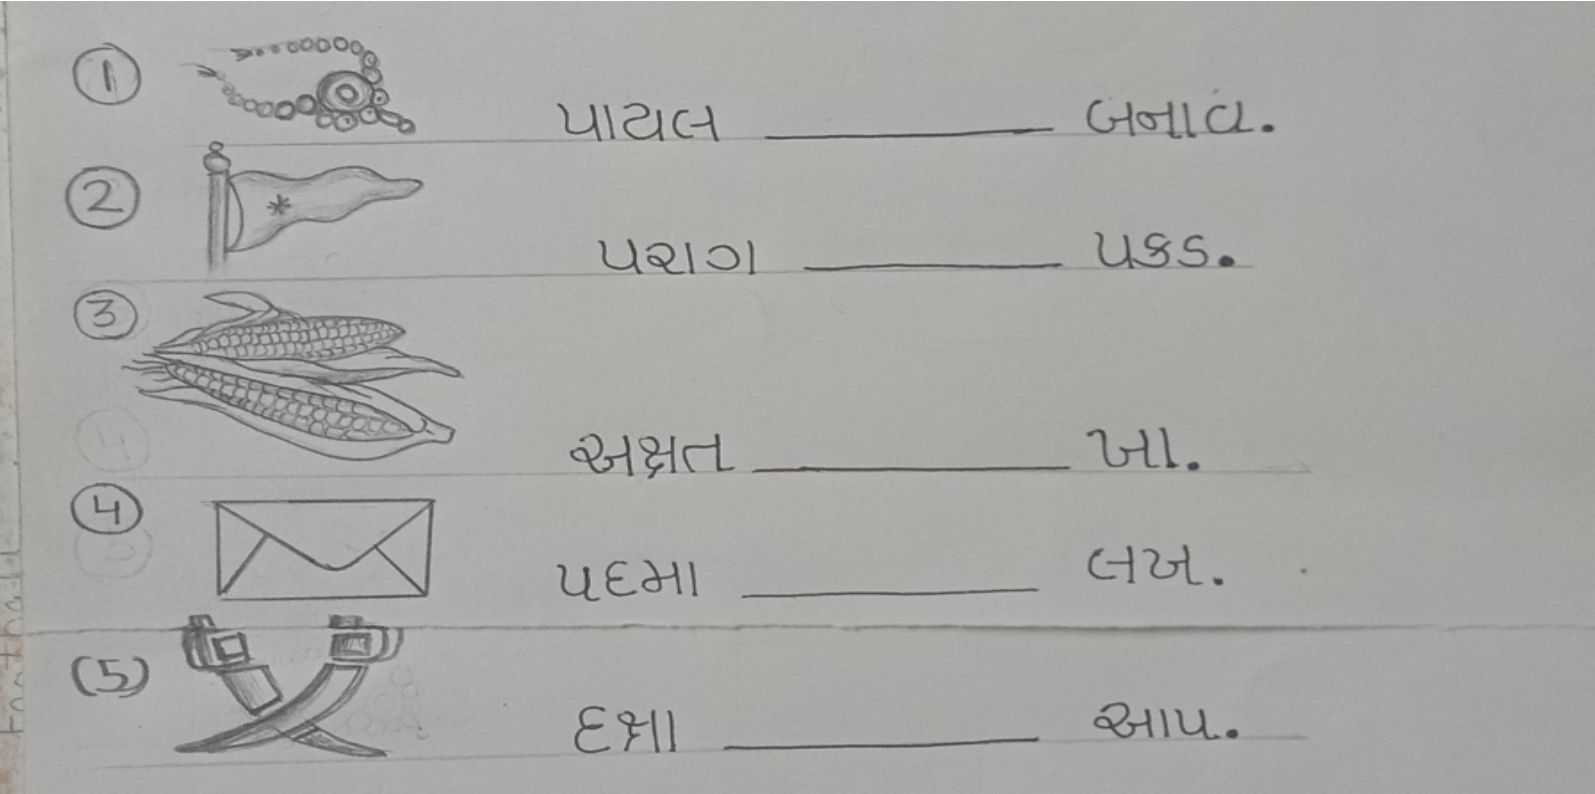 ① પાયલ ________ બનાવ.
② પરાગ ________ પકડ.
③ અક્ષત ________ ખા.
④ પદમા ________ લખ.
(5) દક્ષા ________ આપ.